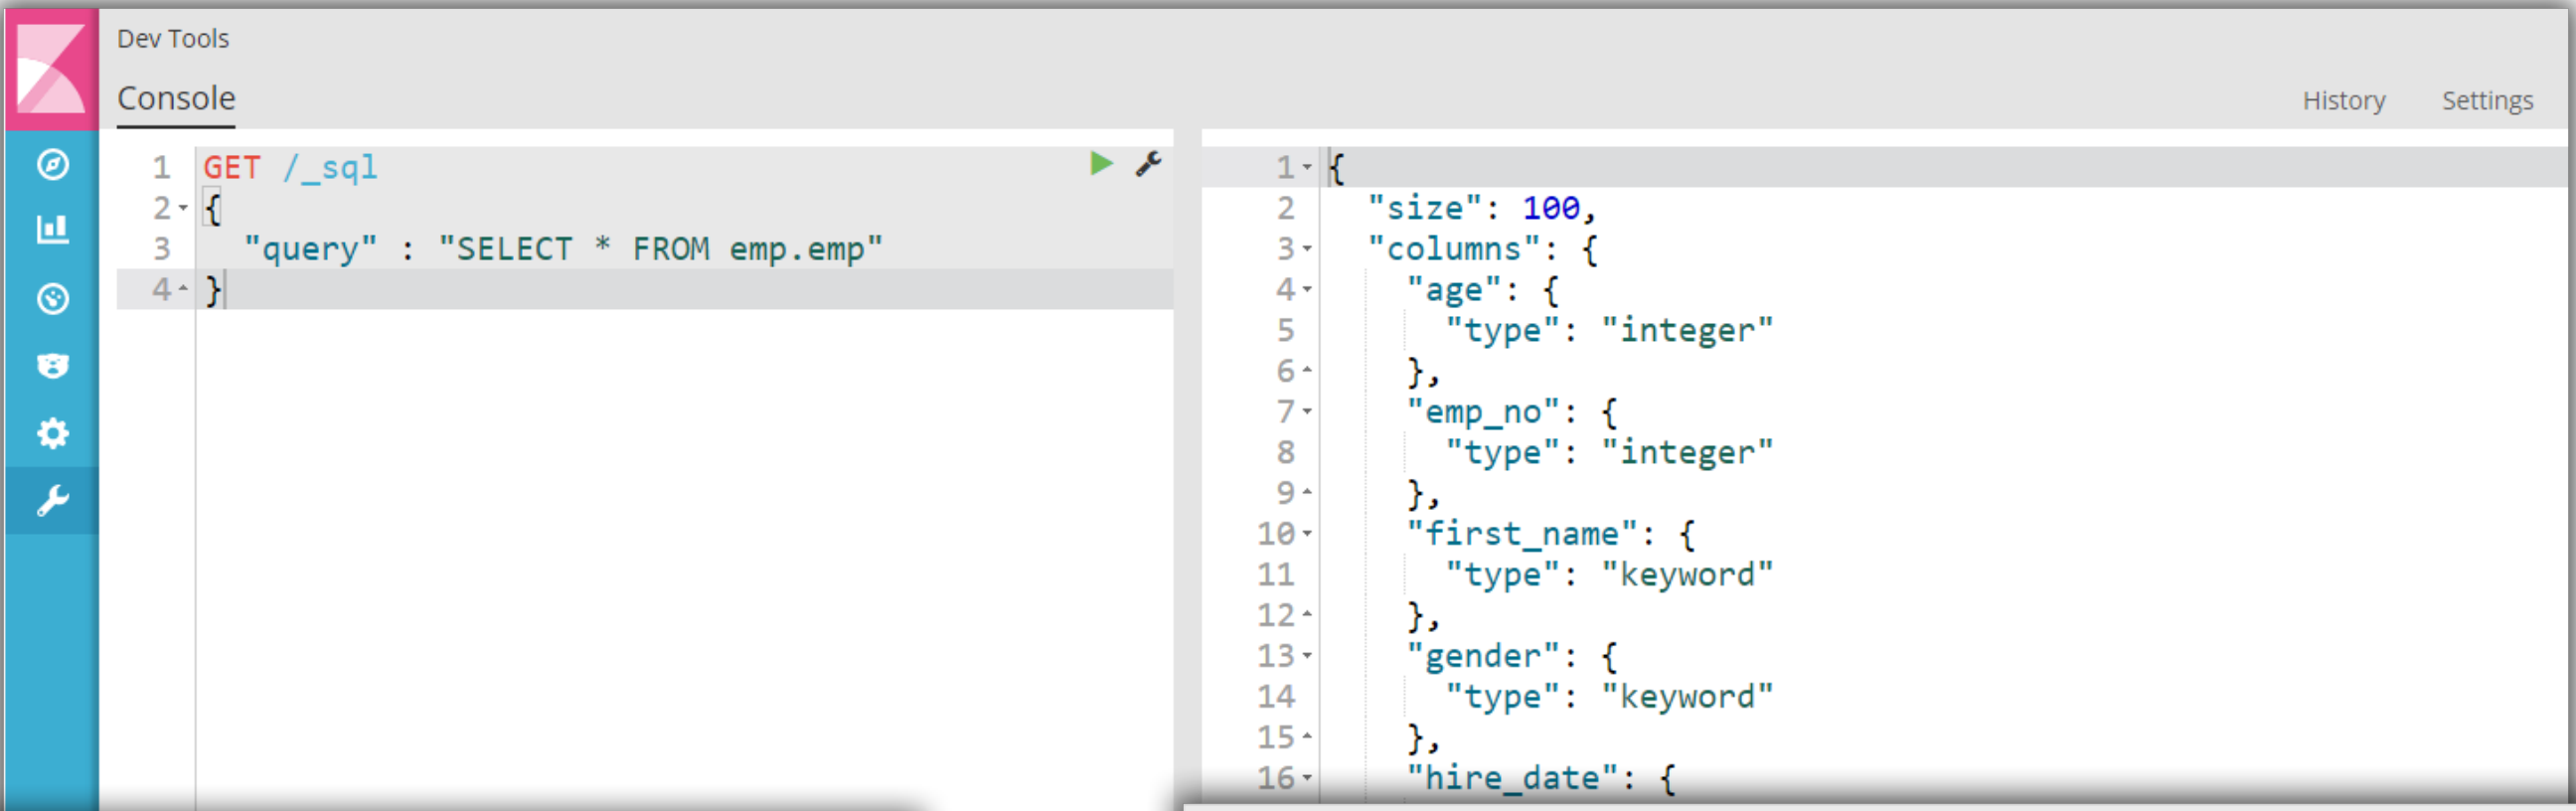 Dev Tools
Console
History Settings
1 GET /_sql
2 {
3 "query" : "SELECT * FROM emp.emp"
4 }
1 {
2 "size": 100,
3 "columns": {
4 "age": {
5 "type": "integer"
6 },
7 "emp_no": {
8 "type": "integer"
9 },
10 "first_name": {
11 "type": "keyword"
12 },
13 "gender": {
14 "type": "keyword"
15 },
16 "hire_date": {